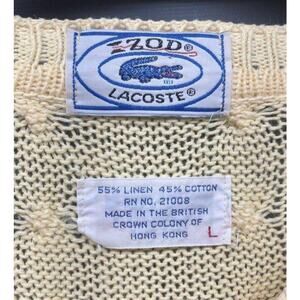 IZOD®
LACOSTE®
55% LINEN 45% COTTON
RN NO. 21008
MADE IN THE BRITISH
CROWN COLONY OF
HONG KONG
L